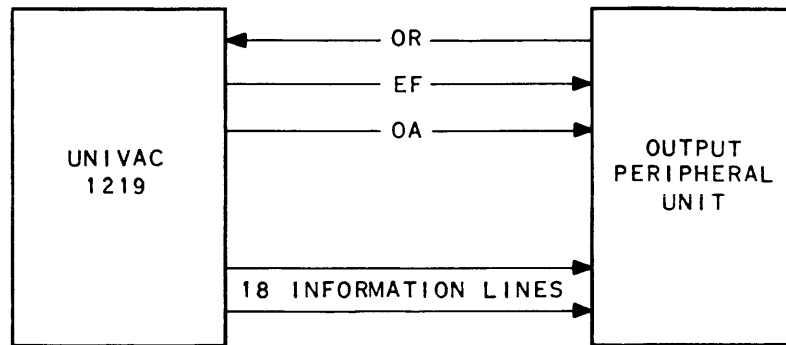 OR
EF
OA
UNIVAC
1219
OUTPUT
PERIPHERAL
UNIT
18 INFORMATION LINES